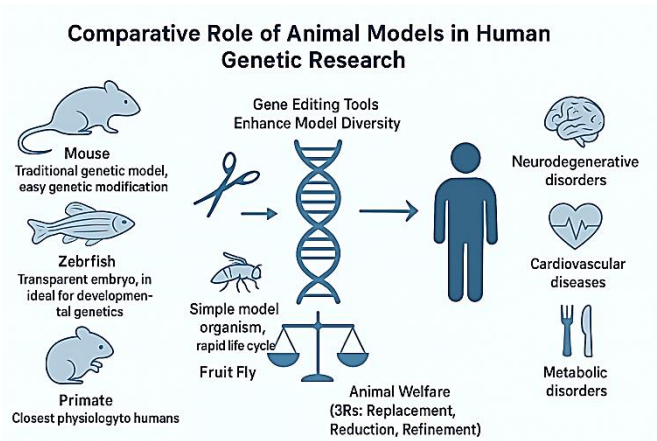 Comparative Role of Animal Models in Human
Genetic Research
Mouse
Traditional genetic model,
easy genetic modification
Zebrfish
Transparent embryo, in
ideal for developmen-
tal genetics
Primate
Closest physiologyto humans
Gene Editing Tools
Enhance Model Diversity
Simple model
organism,
rapid life cycle
Fruit Fly
Animal Welfare
(3Rs: Replacement,
Reduction, Refinement)
Neurodegenerative
disorders
Cardiovascular
diseases
Metabolic
disorders